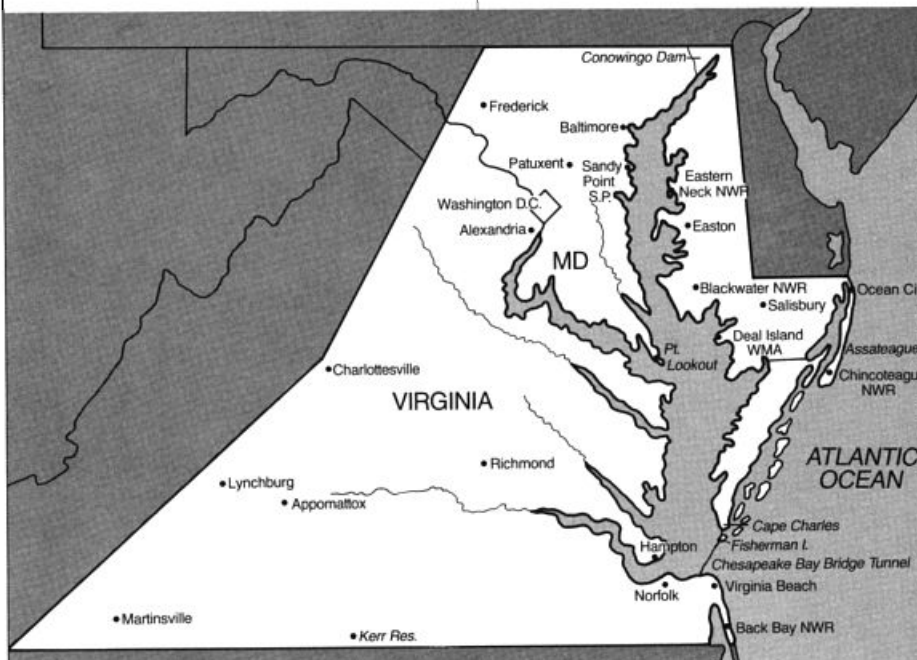 Conowingo Dam
Frederick
Baltimore
Patuxent
Sandy
Point
S.P.
Eastern
Neck NWR
Washington D.C.
Alexandria
Easton
MD
Blackwater NWR
Ocean Ci
Salisbury
Deal Island
WMA
Pt.
Lookout
Assateague
Charlottesville
Chincoteagu
NWR
VIRGINIA
Richmond
ATLANTIC
OCEAN
Lynchburg
Appomattox
Cape Charles
Fisherman I.
Hampton
Chesapeake Bay Bridge Tunnel
Norfolk
Virginia Beach
Martinsville
Back Bay NWR
Kerr Res.